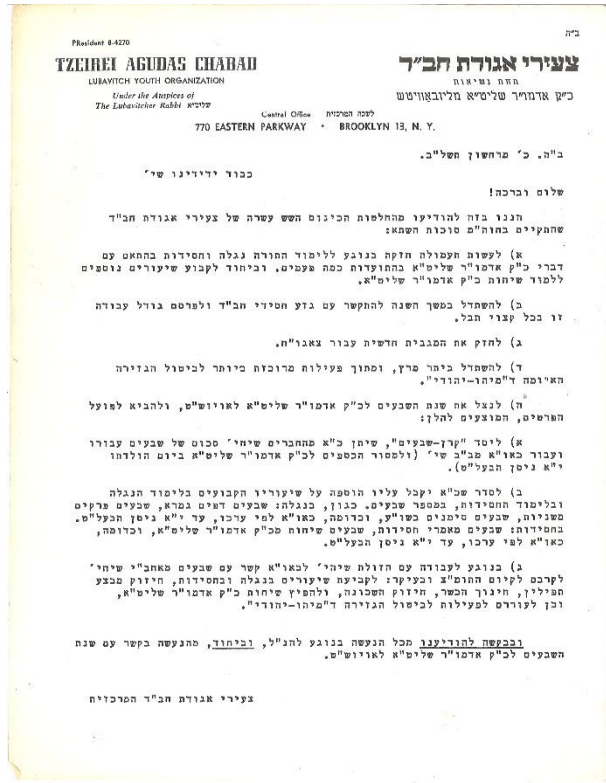 ב"ה
PResident 8-4270
TZEIREI AGUDAS CHABAD
צעירי אגודת חב"ד
LUBAVITCH YOUTH ORGANIZATION
תחת נשיאות
Under the Auspices of
כ"ק אדמו"ר שליט"א מליובאוויטש
The Lubavitcher Rabbi שליט"א
Central Office לשכה המרכזית
770 EASTERN PARKWAY • BROOKLYN 13, N. Y.
ב"ה. כ' מרחשון תשל"ב.
כבוד ידידינו שי'
שלום וברכה!
הננו בזה להודיעו מהחלטות הכינוס השש עשרה של צעירי אגודת חב"ד
שהתקיים בחוה"מ סוכות השתא:
א) לעשות תעמולה חזקה בנוגע ללימוד התורה נגלה וחסידות בהתאם עם
דברי כ"ק אדמו"ר שליט"א בהתועדות כמה פעמים. וביחוד לקבוע שיעורים נוספים
ללמוד שיחות כ"ק אדמו"ר שליט"א.
ב) להשתדל במשך השנה להתקשר עם גזע חסידי חב"ד ולפרסם גודל עבודה
זו בכל קצוי תבל.
ג) לחזק את המגבית חדשית עבור צאגו"ח.
ד) להשתדל ביתר מרץ, ומתוך פעילות מרוכזת ביותר לביטול הגזירה
האיומה ד"מיהו-יהודי".
ה) לנצל את שנת השבעים לכ"ק אדמו"ר שליט"א לאויוש"ט, ולהביא לפועל
הפרטים, המוצעים להלן:
א) ליסד "קרן-שבעים", שיתן כ"א מהחברים שיחי' סכום של שבעים עבורו
ועבור כאו"א מב"ב שי' (ולמסור הכספים לכ"ק אדמו"ר שליט"א ביום הולדתו
י"א ניסן הבעל"ט).
ב) לסדר שכ"א יקבל עליו הוספה על שיעוריו הקבועים בלימוד הנגלה
ובלימוד החסידות, במספר שבעים. כגון, בנגלה: שבעים דפים גמרא, שבעים פרקים
משניות, שבעים סימנים בשו"ע, וכדומה, כאו"א לפי ערכו, עד י"א ניסן הבעל"ט.
בחסידות: שבעים מאמרי חסידות, שבעים שיחות מכ"ק אדמו"ר שליט"א, וכדומה,
כאו"א לפי ערכו, עד י"א ניסן הבעל"ט.
ג) בנוגע לעבודה עם הזולת שיחי' לכאו"א קשר עם שבעים מאחב"י שיחי'
לקרבם לקיום התומ"צ ובעיקר: לקביעת שיעורים בנגלה ובחסידות, חיזוק מבצע
תפילין, חינוך הכשר, חיזוק השכונה, ולהפיץ שיחות כ"ק אדמו"ר שליט"א,
וכן לעוררם לפעילות לביטול הגזירה ד"מיהו-יהודי".
ובבקשה להודיענו מכל הנעשה בנוגע להנ"ל, וביחוד, מהנעשה בקשר עם שנת
השבעים לכ"ק אדמו"ר שליט"א לאויוש"ט.
צעירי אגודת חב"ד המרכזית